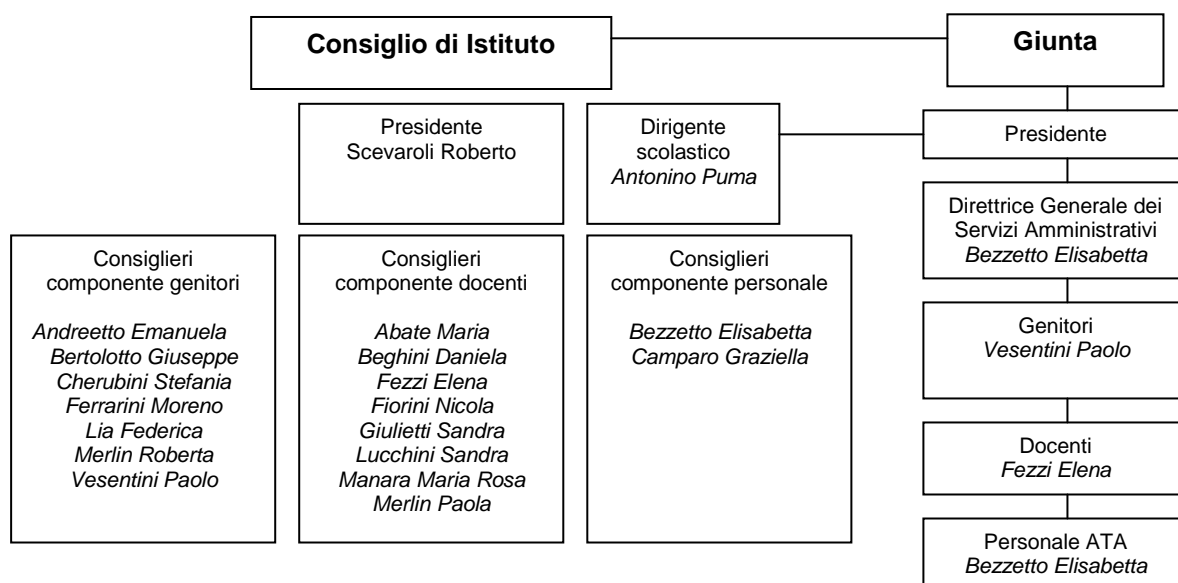 Consiglio di Istituto
Giunta
Presidente
Scevaroli Roberto
Dirigente
scolastico
Antonino Puma
Presidente
Direttrice Generale dei
Servizi Amministrativi
Bezzetto Elisabetta
Consiglieri
componente genitori
Andreetto Emanuela
Bertolotto Giuseppe
Cherubini Stefania
Ferrarini Moreno
Lia Federica
Merlin Roberta
Vesentini Paolo
Consiglieri
componente docenti
Abate Maria
Beghini Daniela
Fezzi Elena
Fiorini Nicola
Giulietti Sandra
Lucchini Sandra
Manara Maria Rosa
Merlin Paola
Consiglieri
componente personale
Bezzetto Elisabetta
Camparo Graziella
Genitori
Vesentini Paolo
Docenti
Fezzi Elena
Personale ATA
Bezzetto Elisabetta